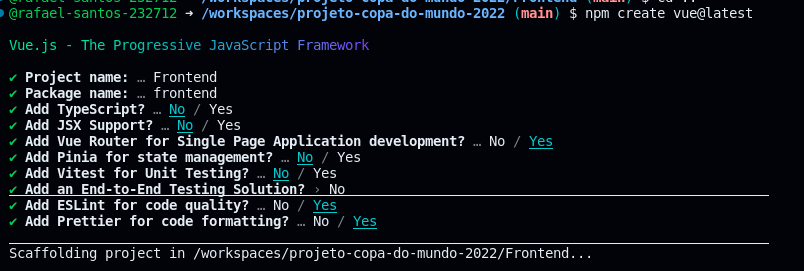 @rafael-santos-232712 → /workspaces/projeto-copa-do-mundo-2022/Frontend (main) $ cd ..
@rafael-santos-232712 → /workspaces/projeto-copa-do-mundo-2022 (main) $ npm create vue@latest
Vue.js - The Progressive JavaScript Framework
✔ Project name: … Frontend
✔ Package name: … frontend
✔ Add TypeScript? … No / Yes
✔ Add JSX Support? … No / Yes
✔ Add Vue Router for Single Page Application development? … No / Yes
✔ Add Pinia for state management? … No / Yes
✔ Add Vitest for Unit Testing? … No / Yes
✔ Add an End-to-End Testing Solution? › No
✔ Add ESLint for code quality? … No / Yes
✔ Add Prettier for code formatting? … No / Yes
Scaffolding project in /workspaces/projeto-copa-do-mundo-2022/Frontend...